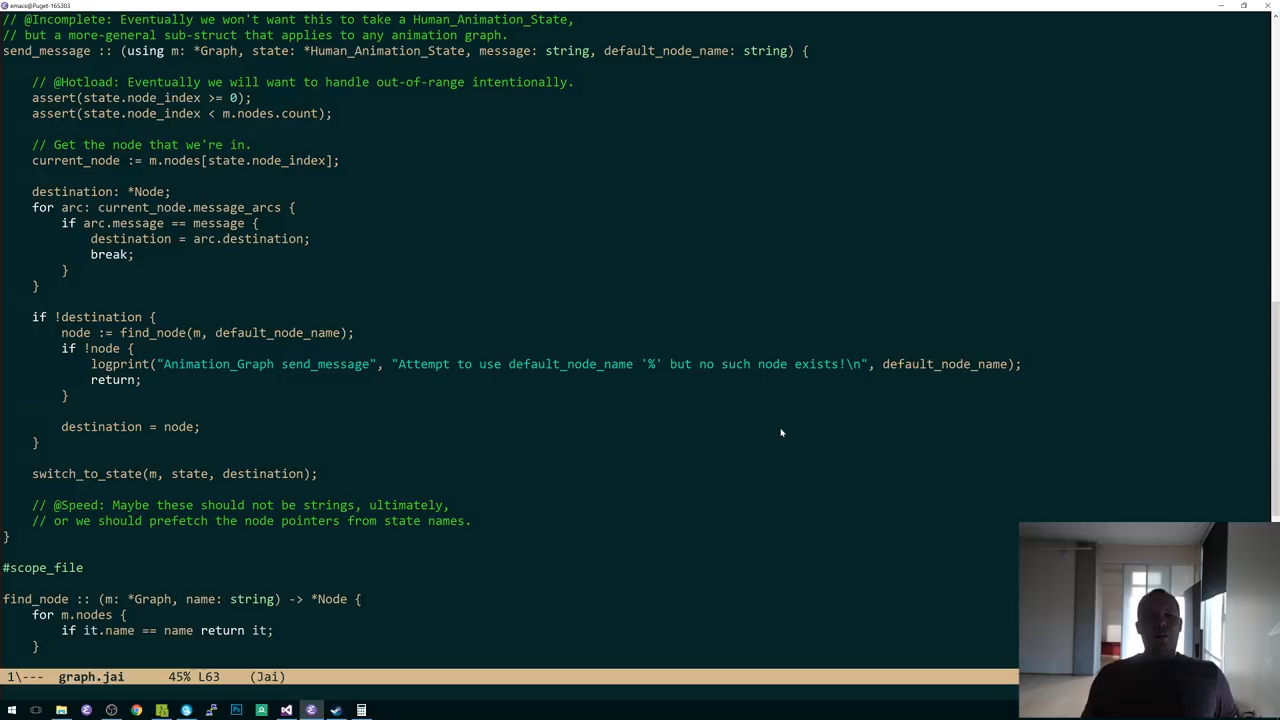 emacs@Puget-165303
// @Incomplete: Eventually we won't want this to take a Human_Animation_State,
// but a more-general sub-struct that applies to any animation graph.
send_message :: (using m: *Graph, state: *Human_Animation_State, message: string, default_node_name: string) {
// @Hotload: Eventually we will want to handle out-of-range intentionally.
assert(state.node_index >= 0);
assert(state.node_index < m.nodes.count);
// Get the node that we're in.
current_node := m.nodes[state.node_index];
destination: *Node;
for arc: current_node.message_arcs {
if arc.message == message {
destination = arc.destination;
break;
}
}
if !destination {
node := find_node(m, default_node_name);
if !node {
logprint("Animation_Graph send_message", "Attempt to use default_node_name '%' but no such node exists!\n", default_node_name);
return;
}
destination = node;
}
switch_to_state(m, state, destination);
// @Speed: Maybe these should not be strings, ultimately,
// or we should prefetch the node pointers from state names.
}
#scope_file
find_node :: (m: *Graph, name: string) -> *Node {
for m.nodes {
if it.name == name return it;
}
1\--- graph.jai 45% L63 (Jai)